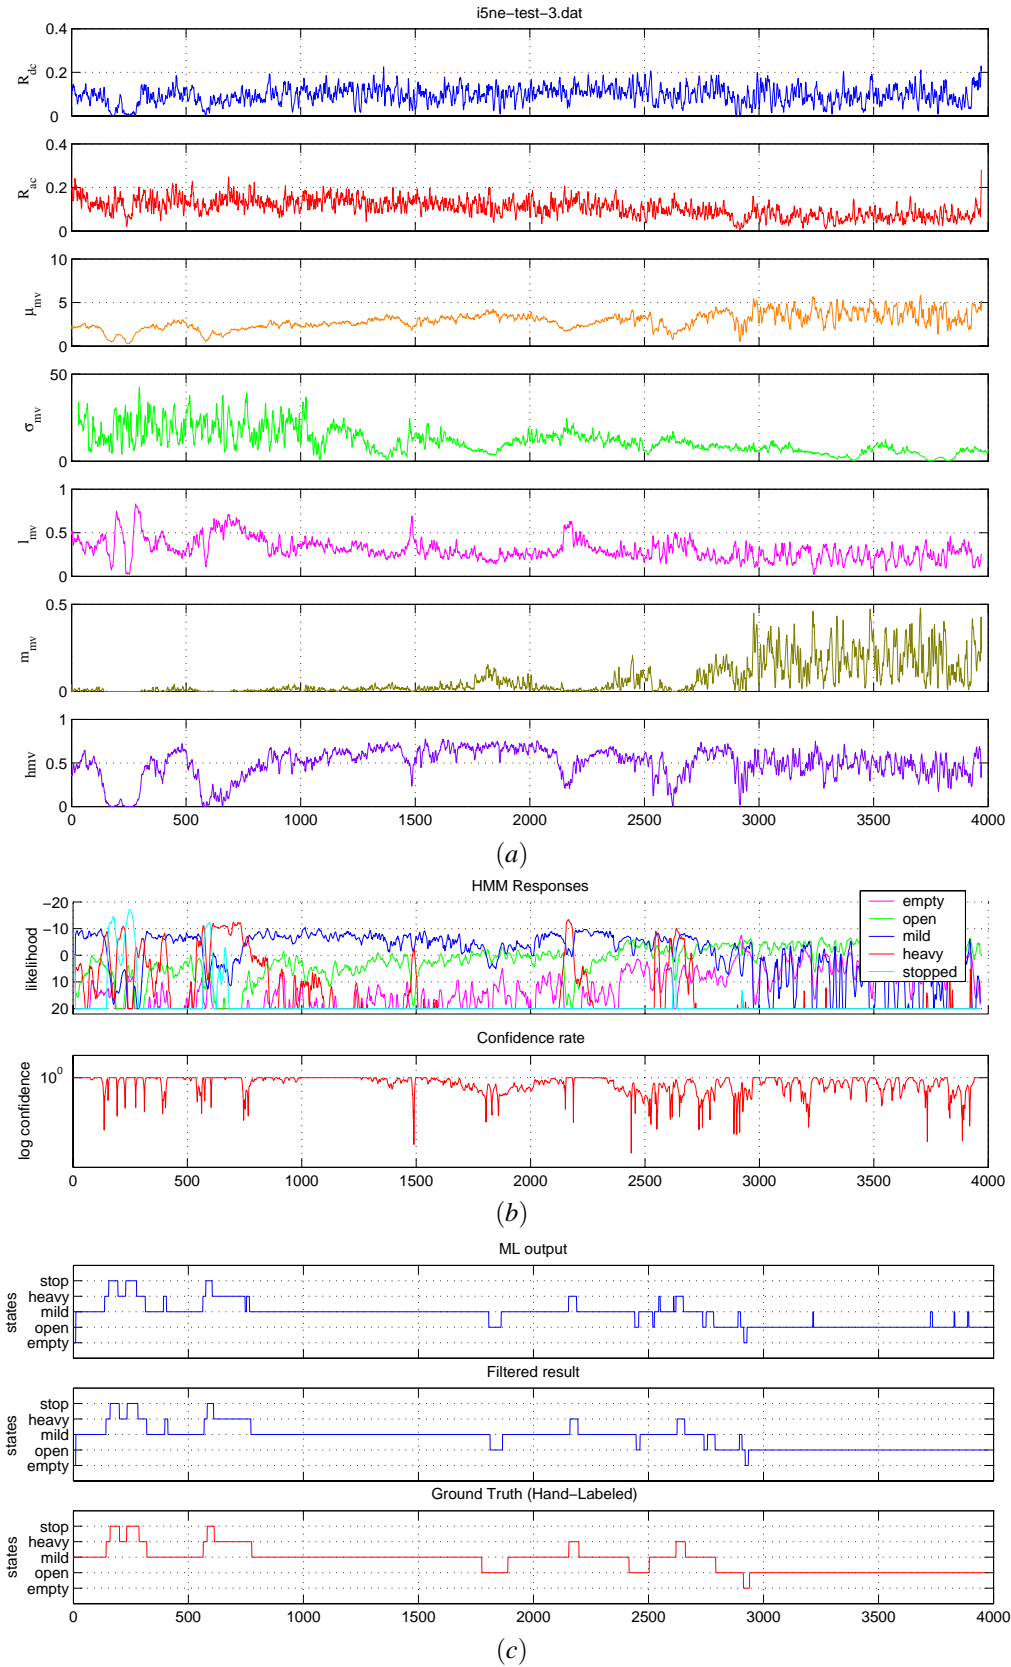 i5ne−test−3.dat
0.4
0.2
0
R_dc
0.4
0.2
0
R_ac
10
5
0
μ_mv
50
0
σ_mv
1
0.5
0
l_mv
0.5
0
m_mv
1
0.5
0
hmv
0 500 1000 1500 2000 2500 3000 3500 4000
(a)
HMM Responses
−20
−10
0
10
20
likelihood
empty
open
mild
heavy
stopped
Confidence rate
10^0
log confidence
0 500 1000 1500 2000 2500 3000 3500 4000
(b)
ML output
stop
heavy
mild
open
empty
states
Filtered result
stop
heavy
mild
open
empty
states
Ground Truth (Hand−Labeled)
stop
heavy
mild
open
empty
states
0 500 1000 1500 2000 2500 3000 3500 4000
(c)